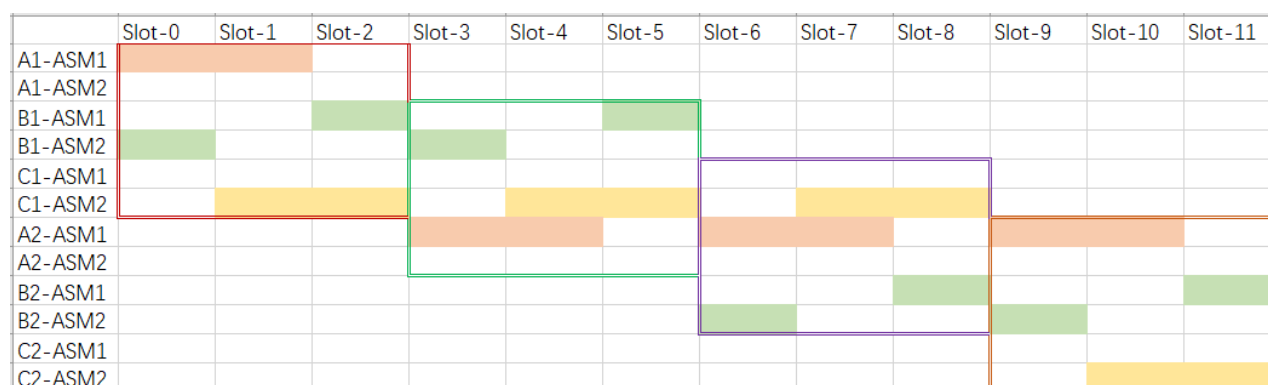 Slot-0 Slot-1 Slot-2 Slot-3 Slot-4 Slot-5 Slot-6 Slot-7 Slot-8 Slot-9 Slot-10 Slot-11
A1-ASM1
A1-ASM2
B1-ASM1
B1-ASM2
C1-ASM1
C1-ASM2
A2-ASM1
A2-ASM2
B2-ASM1
B2-ASM2
C2-ASM1
C2-ASM2